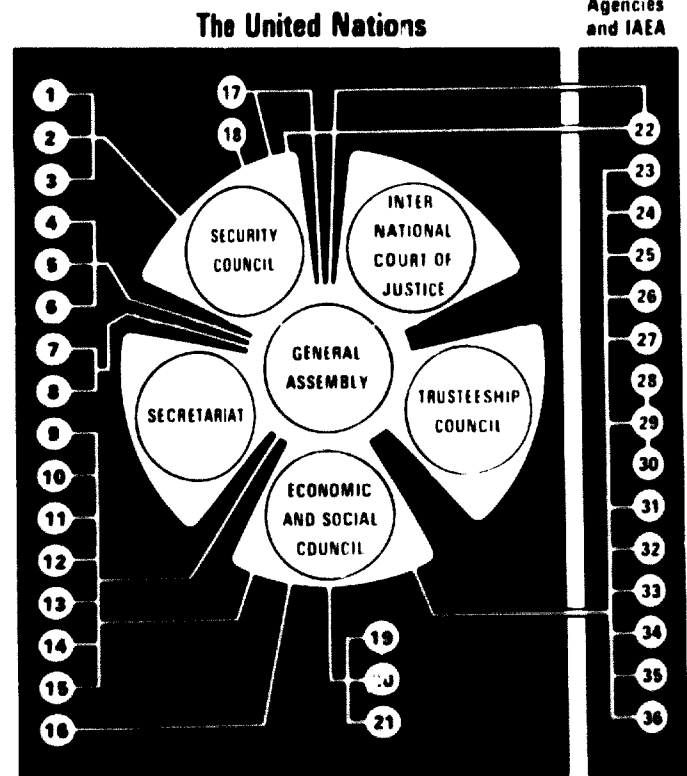 The United Nations
Agencies
and IAEA
1
2
3
4
5
6
7
8
9
10
11
12
13
14
15
16
17
18
SECURITY
COUNCIL
INTER
NATIONAL
COURT OF
JUSTICE
GENERAL
ASSEMBLY
SECRETARIAT
TRUSTEESHIP
COUNCIL
ECONOMIC
AND SOCIAL
COUNCIL
19
20
21
22
23
24
25
26
27
28
29
30
31
32
33
34
35
36